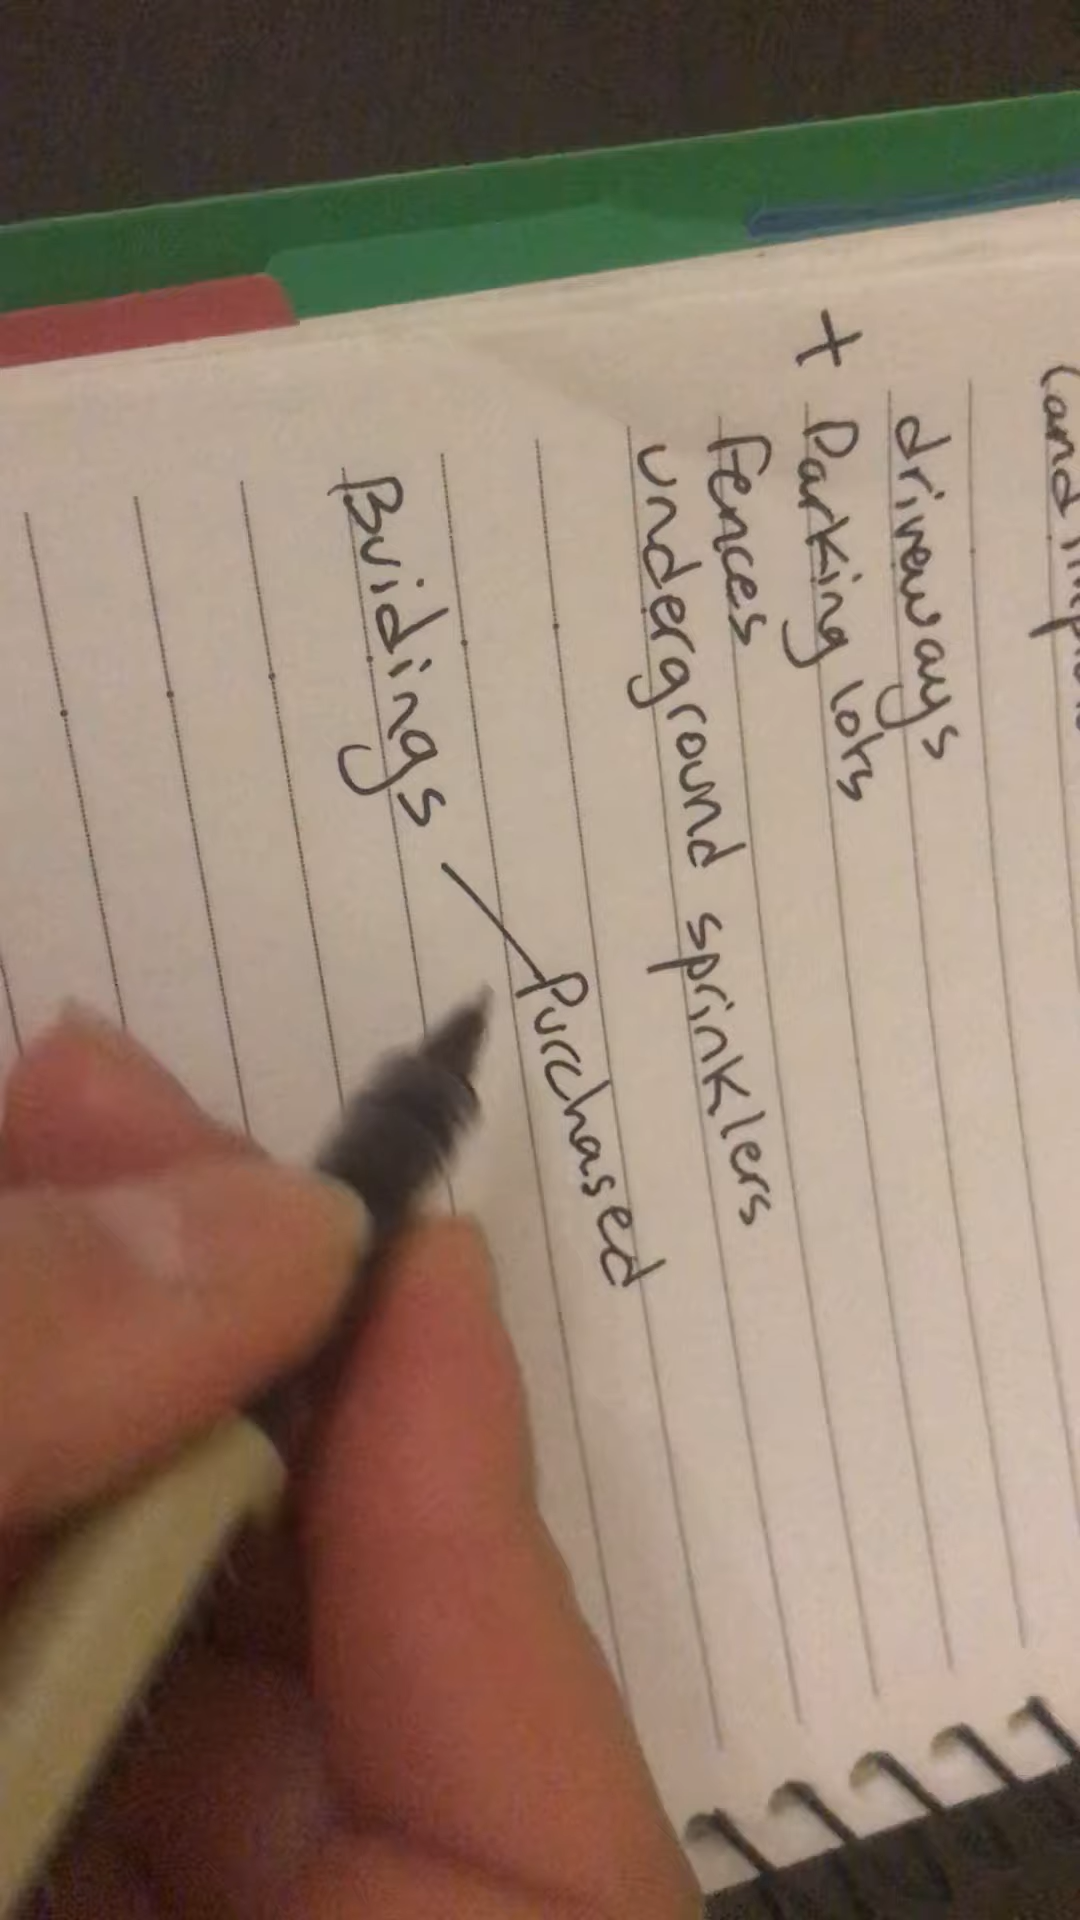 driveways
+ Parking lots
Fences
underground sprinklers
Buidings
Purchased